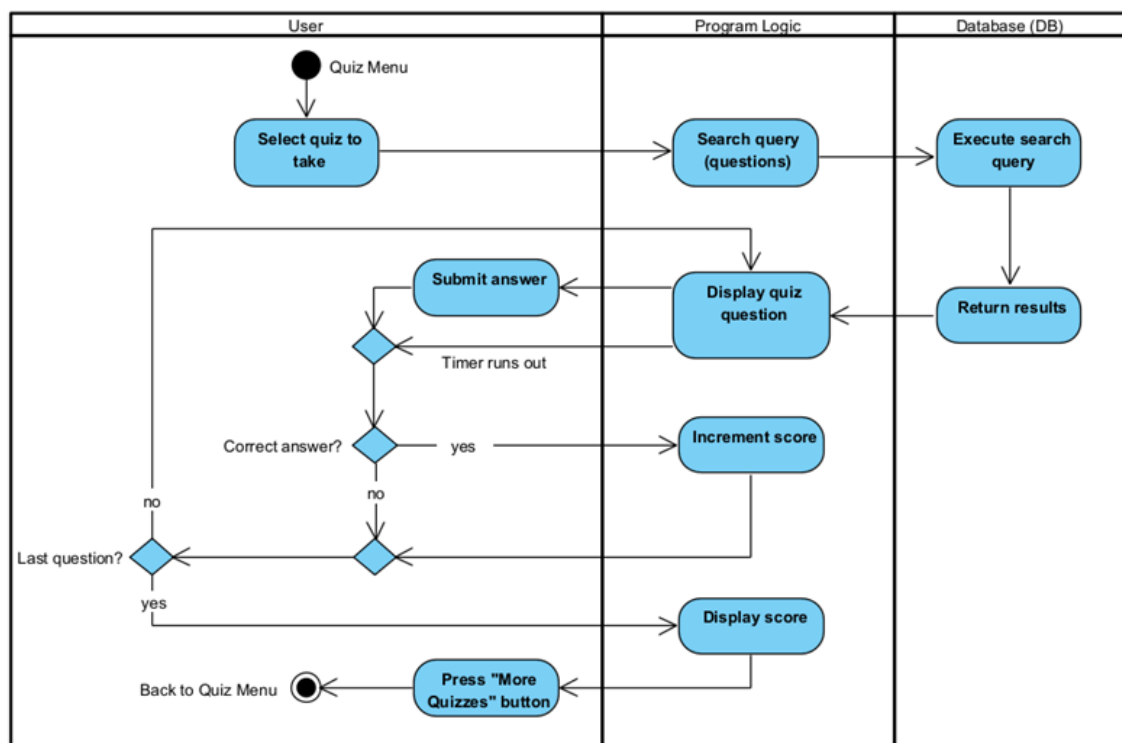 User
Program Logic
Database (DB)
Quiz Menu
Select quiz to
take
Search query
(questions)
Execute search
query
Submit answer
Display quiz
question
Return results
Timer runs out
Correct answer?
yes
Increment score
no
no
Last question?
yes
Display score
Back to Quiz Menu
Press "More
Quizzes" button